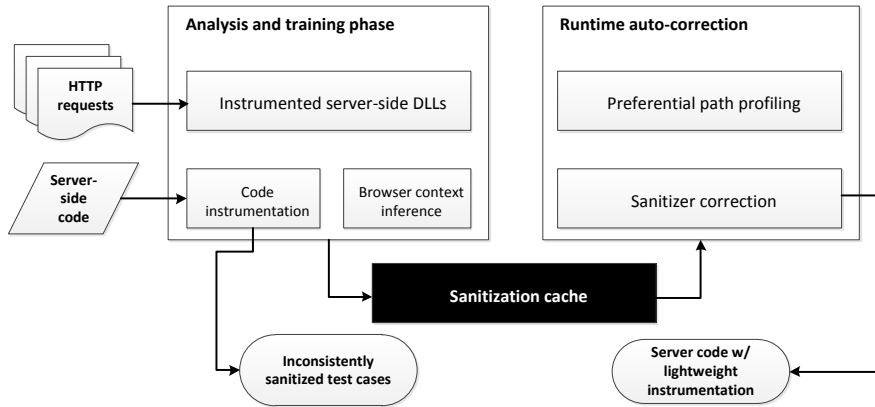 Analysis and training phase
Runtime auto-correction
HTTP
requests
Instrumented server-side DLLs
Preferential path profiling
Server-
side
code
Code
instrumentation
Browser context
inference
Sanitizer correction
Sanitization cache
Inconsistently
sanitized test cases
Server code w/
lightweight
instrumentation